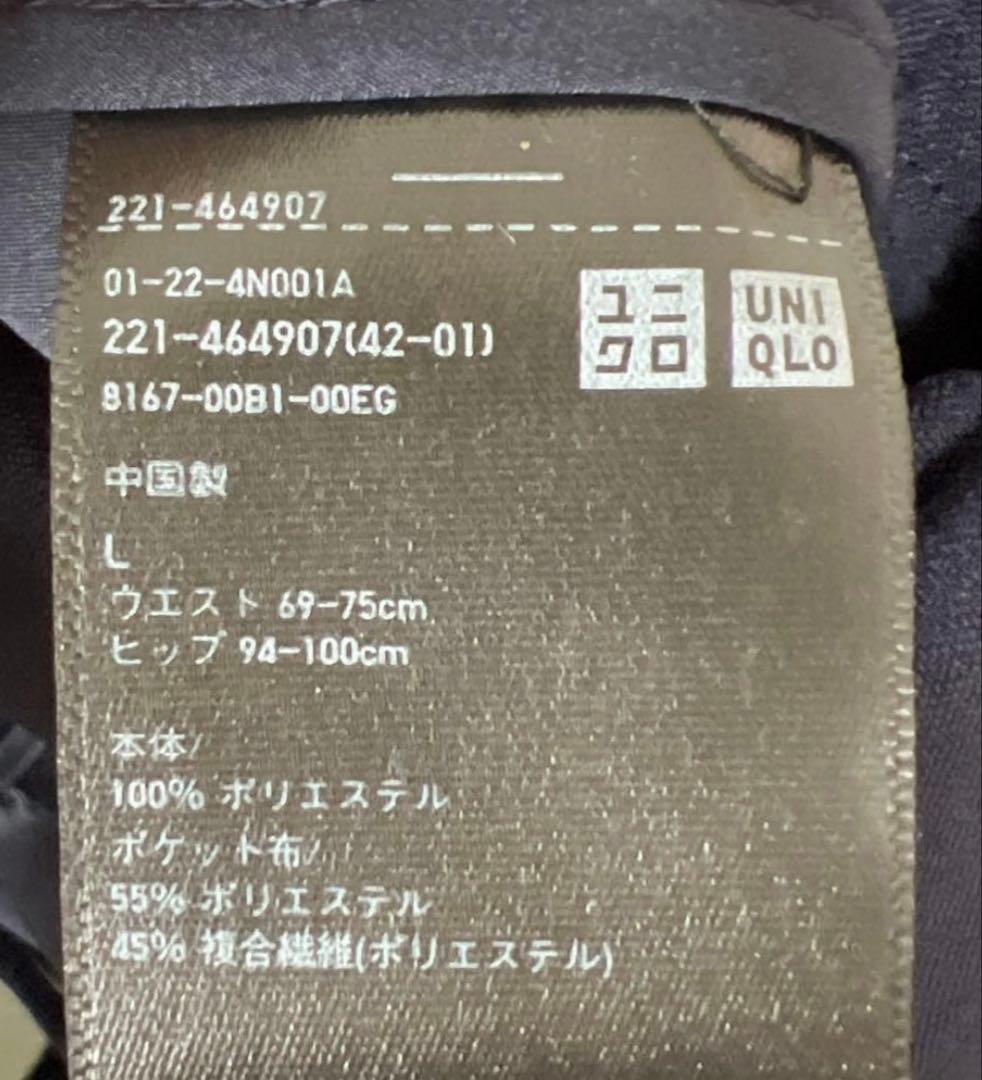 221-464907
01-22-4N001A
221-464907(42-01)
8167-00B1-00EG
ユニ
クロ
UNI
QLO
中国製
L
ウエスト 69-75cm
ヒップ 94-100cm
本体/
100% ポリエステル
ポケット布/
55% ポリエステル
45% 複合繊維(ポリエステル)